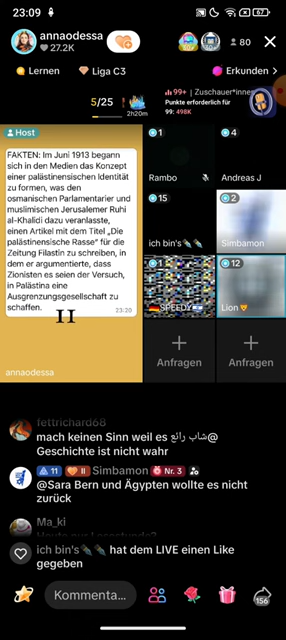 23:09
67
annaodessa
27.2K
80
Lernen
Liga C3
Erkunden
5/25
2h20m
99+ | Zuschauer*innen
Punkte erforderlich für
99: 498K
Host
FAKTEN: Im Juni 1913 begann
sich in den Medien das Konzept
einer palästinensischen Identität
zu formen, was den
osmanischen Parlamentarier und
muslimischen Jerusalemer Ruhi
al-Khalidi dazu veranlasste,
einen Artikel mit dem Titel „Die
palästinensische Rasse“ für die
Zeitung Filastin zu schreiben, in
dem er argumentierte, dass
Zionisten es seien der Versuch,
in Palästina eine
Ausgrenzungsgesellschaft zu
schaffen.
23:20
annaodessa
1
Rambo
4
Andreas J
15
ich bin's
2
Simbamon
1
SPEEDY
12
Lion
Anfragen
Anfragen
fettrichard68
mach keinen Sinn weil es شاب رائع@
Geschichte ist nicht wahr
11 II Simbamon Nr. 3
@Sara Bern und Ägypten wollte es nicht
zurück
Ma_ki
ich bin's hat dem LIVE einen Like
gegeben
Kommenta...
156